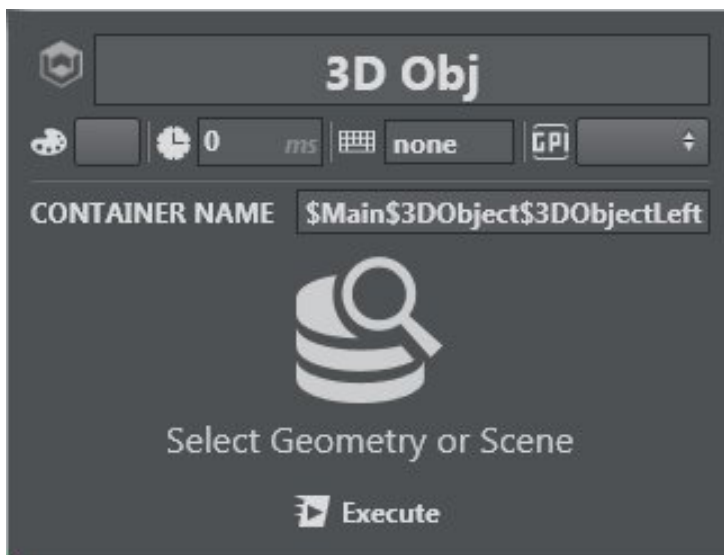 3D Obj
0 ms none GPI
CONTAINER NAME $Main$3DObject$3DObjectLeft
Select Geometry or Scene
Execute